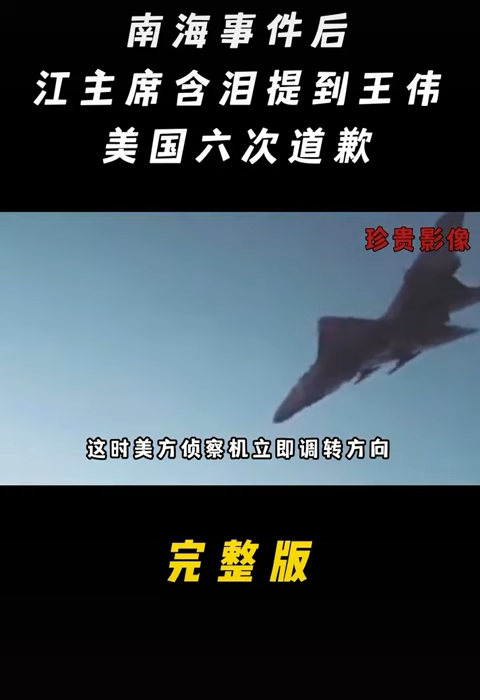 南海事件后
江主席含泪提到王伟
美国六次道歉
珍贵影像
这时美方侦察机立即调转方向
完整版